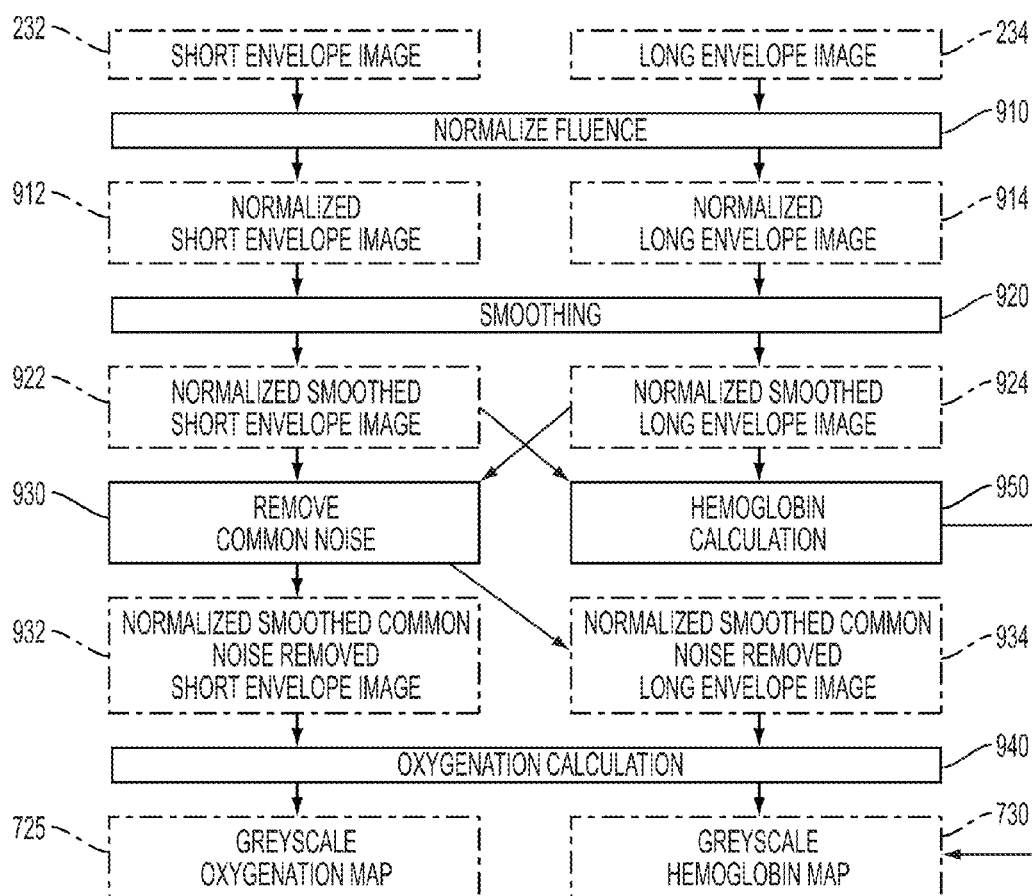 232
SHORT ENVELOPE IMAGE
LONG ENVELOPE IMAGE
234
NORMALIZE FLUENCE
910
912
NORMALIZED
SHORT ENVELOPE IMAGE
NORMALIZED
LONG ENVELOPE IMAGE
914
SMOOTHING
920
922
NORMALIZED SMOOTHED
SHORT ENVELOPE IMAGE
NORMALIZED SMOOTHED
LONG ENVELOPE IMAGE
924
930
REMOVE
COMMON NOISE
HEMOGLOBIN
CALCULATION
950
932
NORMALIZED SMOOTHED COMMON
NOISE REMOVED
SHORT ENVELOPE IMAGE
NORMALIZED SMOOTHED COMMON
NOISE REMOVED
LONG ENVELOPE IMAGE
934
OXYGENATION CALCULATION
940
725
GREYSCALE
OXYGENATION MAP
GREYSCALE
HEMOGLOBIN MAP
730